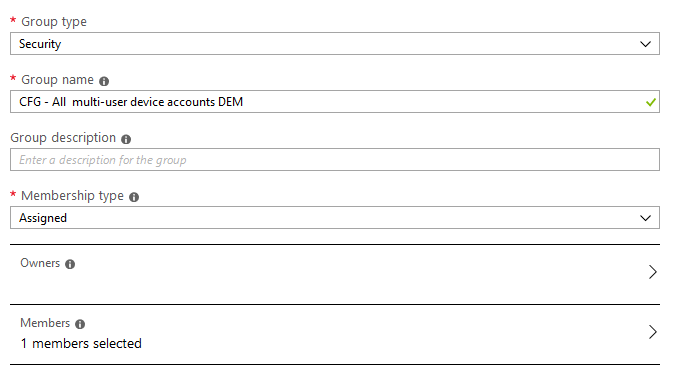 * Group type
Security
* Group name
CFG - All  multi-user device accounts DEM
Group description
Enter a description for the group
* Membership type
Assigned
Owners
Members
1 members selected